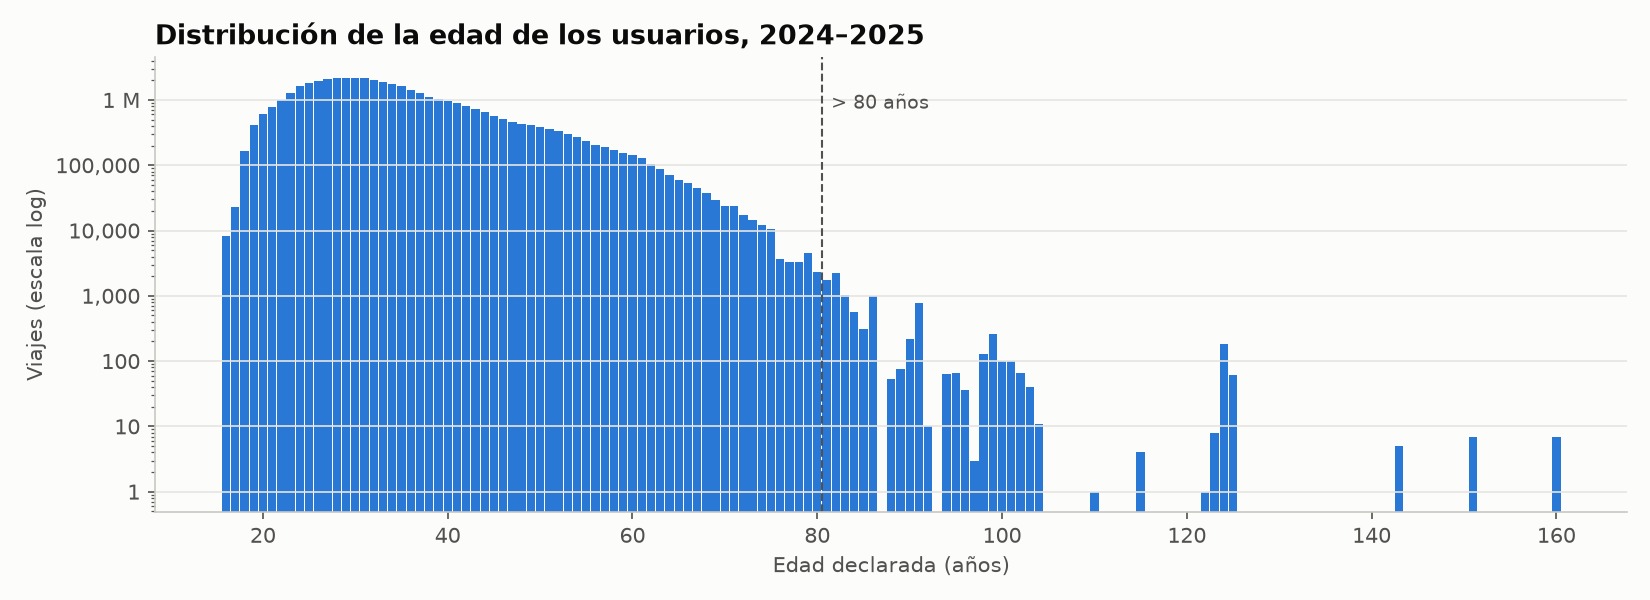 Distribución de la edad de los usuarios, 2024–2025
Viajes (escala log)
1 M
100,000
10,000
1,000
100
10
1
> 80 años
20 40 60 80 100 120 140 160
Edad declarada (años)